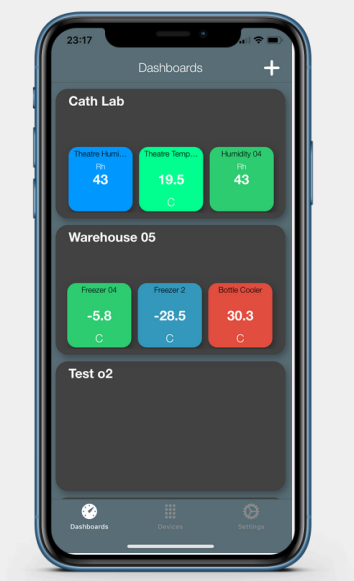 23:17
Dashboards
+
Cath Lab
Theatre Humi... Theatre Temp... Humidity 04
Rh Rh
43 19.5 43
C
Warehouse 05
Freezer 04 Freezer 2 Bottle Cooler
-5.8 -28.5 30.3
C C C
Test o2
Dashboards Devices Settings